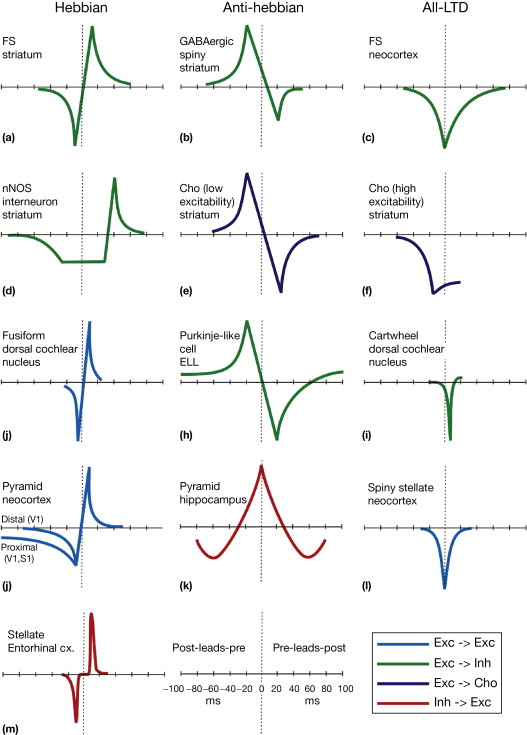 Hebbian
Anti-hebbian
All-LTD
FS
striatum
(a)
GABAergic
spiny
striatum
(b)
FS
neocortex
(c)
nNOS
interneuron
striatum
(d)
Cho (low
excitability)
striatum
(e)
Cho (high
excitability)
striatum
(f)
Fusiform
dorsal cochlear
nucleus
(j)
Purkinje-like
cell
ELL
(h)
Cartwheel
dorsal cochlear
nucleus
(i)
Pyramid
neocortex
Distal (V1)
Proximal
(V1,S1)
(j)
Pyramid
hippocampus
(k)
Spiny stellate
neocortex
(l)
Stellate
Entorhinal cx.
(m)
Post-leads-pre
Pre-leads-post
−100 −80 −60 −40 −20 0 20 40 60 80 100
ms
ms
Exc -> Exc
Exc -> Inh
Exc -> Cho
Inh -> Exc